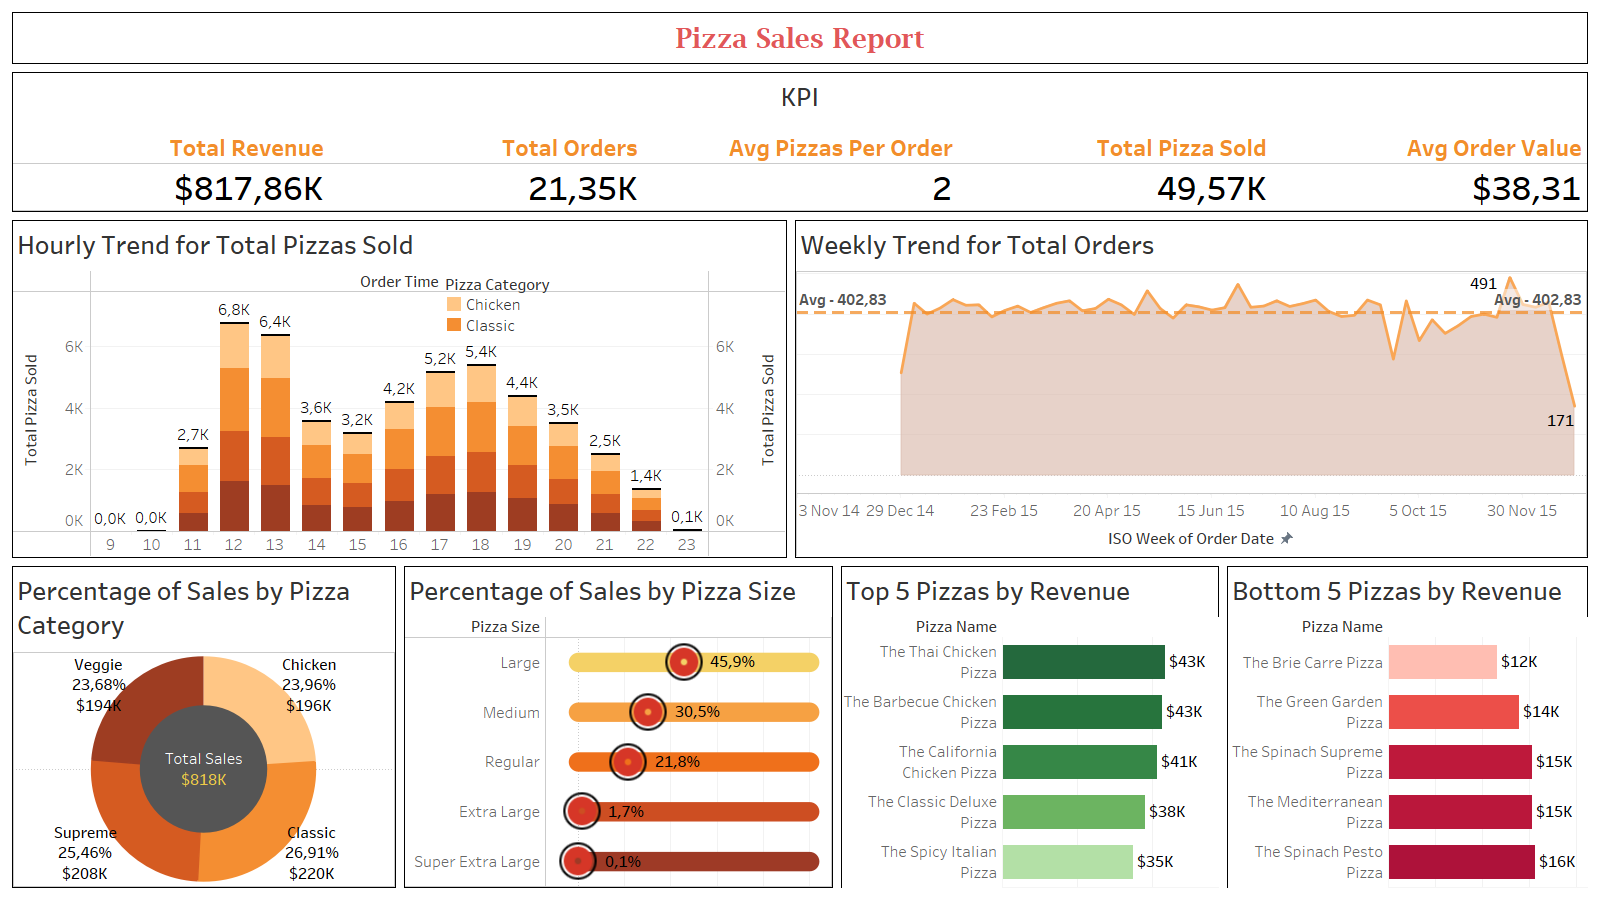 Pizza Sales Report
KPI
Total Revenue
Total Orders
Avg Pizzas Per Order
Total Pizza Sold
Avg Order Value
$817,86K
21,35K
2
49,57K
$38,31
Hourly Trend for Total Pizzas Sold
Order Time
Pizza Category
Chicken
Classic
Total Pizza Sold
6K
4K
2K
0K
0,0K
0,0K
2,7K
6,8K
6,4K
3,6K
3,2K
4,2K
5,2K
5,4K
4,4K
3,5K
2,5K
1,4K
0,1K
6K
4K
2K
0K
Total Pizza Sold
9 10 11 12 13 14 15 16 17 18 19 20 21 22 23
Weekly Trend for Total Orders
Avg - 402,83
491
Avg - 402,83
171
3 Nov 14 29 Dec 14 23 Feb 15 20 Apr 15 15 Jun 15 10 Aug 15 5 Oct 15 30 Nov 15
ISO Week of Order Date
Percentage of Sales by Pizza
Category
Veggie
23,68%
$194K
Chicken
23,96%
$196K
Total Sales
$818K
Supreme
25,46%
$208K
Classic
26,91%
$220K
Percentage of Sales by Pizza Size
Pizza Size
Large 45,9%
Medium 30,5%
Regular 21,8%
Extra Large 1,7%
Super Extra Large 0,1%
Top 5 Pizzas by Revenue
Pizza Name
The Thai Chicken
Pizza
$43K
The Barbecue Chicken
Pizza
$43K
The California
Chicken Pizza
$41K
The Classic Deluxe
Pizza
$38K
The Spicy Italian
Pizza
$35K
Bottom 5 Pizzas by Revenue
Pizza Name
The Brie Carre Pizza
$12K
The Green Garden
Pizza
$14K
The Spinach Supreme
Pizza
$15K
The Mediterranean
Pizza
$15K
The Spinach Pesto
Pizza
$16K